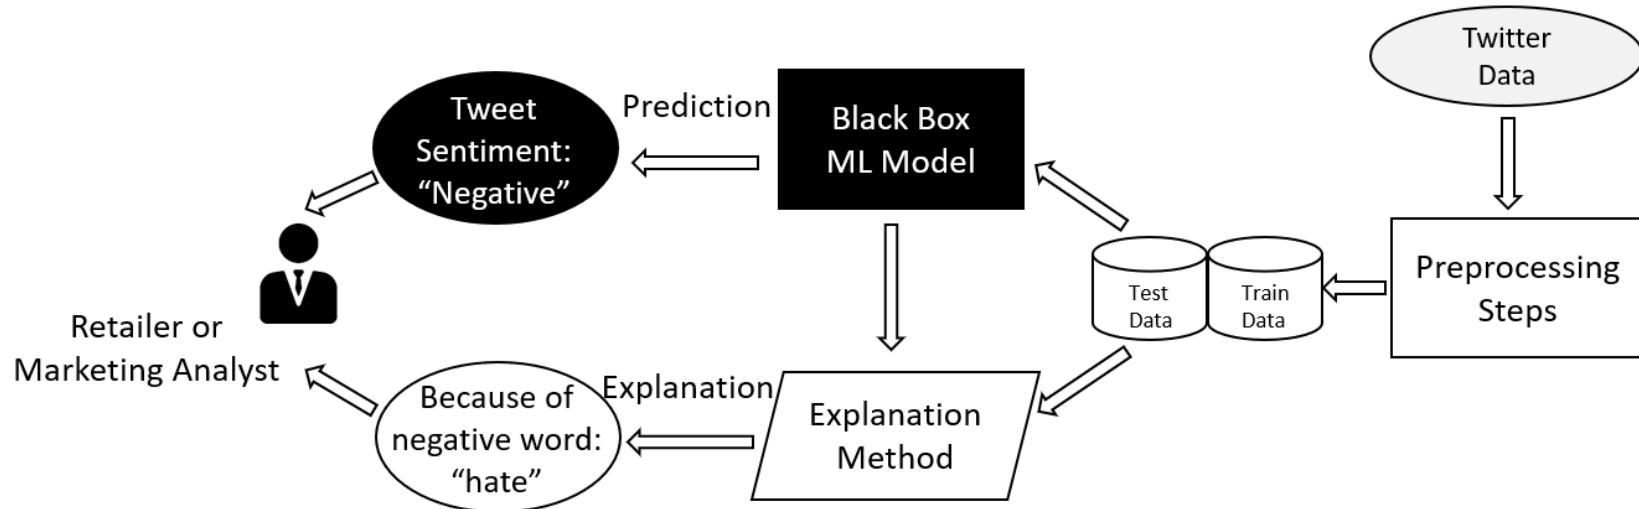 Twitter
Data
Tweet
Sentiment:
“Negative”
Prediction
Black Box
ML Model
Preprocessing
Steps
Test
Data
Train
Data
Retailer or
Marketing Analyst
Because of
negative word:
“hate”
Explanation
Explanation
Method